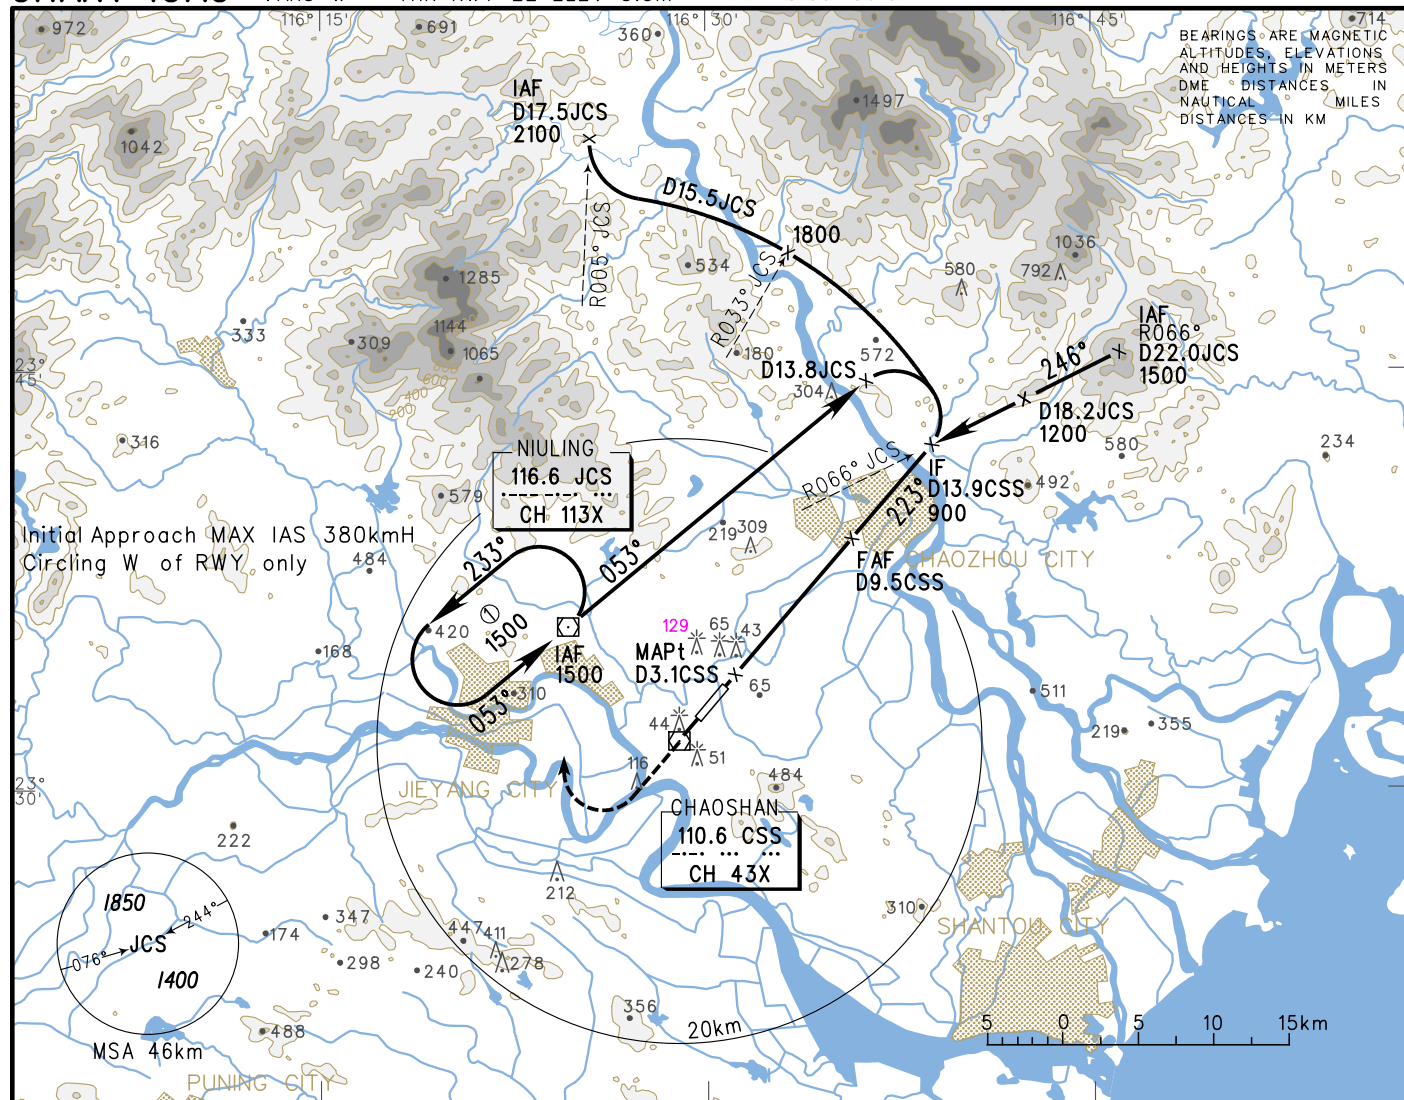 116° 15'
116° 30'
116° 45'
972
691
360
714
BEARINGS ARE MAGNETIC
ALTITUDES, ELEVATIONS
AND HEIGHTS IN METERS
DME DISTANCES IN
NAUTICAL MILES
DISTANCES IN KM
IAF
D17.5JCS
2100
1497
1042
D15.5JCS
R005° JCS
1800
534
R033° JCS
1036
792
580
1285
1144
1065
333
309
600
400
200
23°
45'
180
572
D13.8JCS
304
IAF
R066°
D22.0JCS
1500
246°
D18.2JCS
1200
316
580
234
NIULING
116.6 JCS
CH 113X
R066° JCS
IF
D13.9CSS
900
492
223°
579
219
309
Initial Approach MAX IAS 380kmH
Circling W of RWY only
484
233°
053°
FAF
D9.5CSS
CHAOZHOU CITY
1
1500
420
168
129
65
43
MAPt
D3.1CSS
IAF
1500
310
053°
65
511
219
355
44
51
116
484
23°
30'
JIEYANG CITY
CHAOSHAN
110.6 CSS
CH 43X
222
212
1850
244°
JCS
076°
1400
MSA 46km
347
174
298
240
447
411
278
310
SHANTOU CITY
356
488
20km
5 0 5 10 15km
PUNING CITY